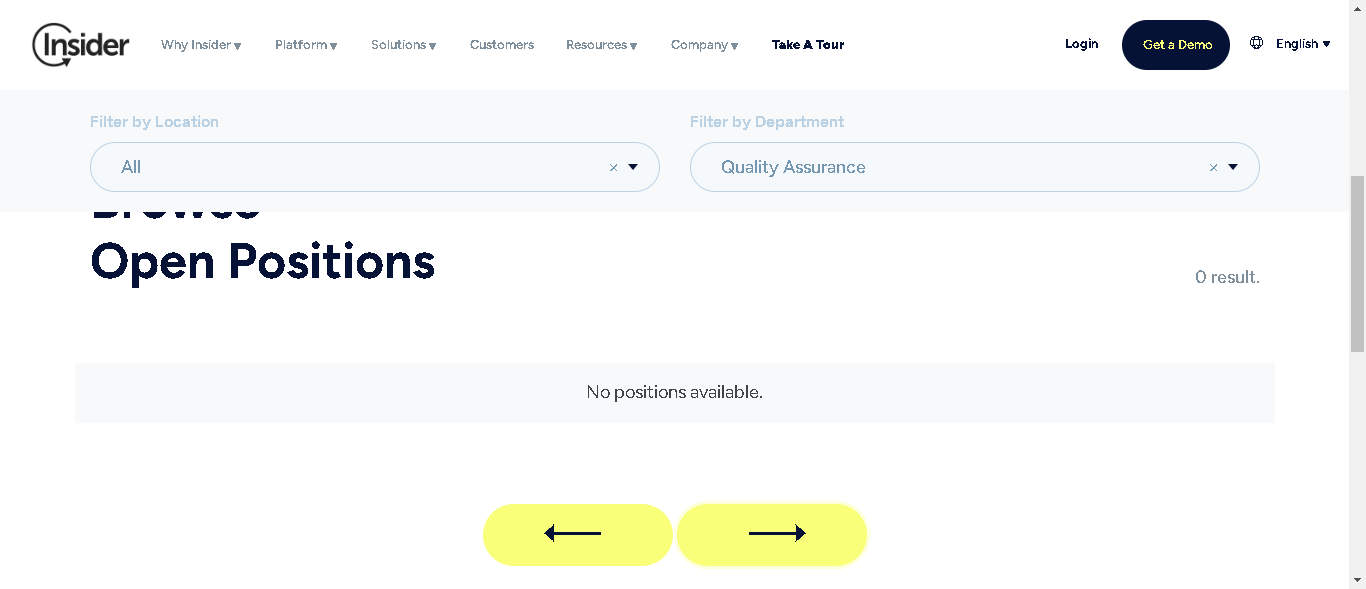 Insider Why Insider ▾ Platform ▾ Solutions ▾ Customers Resources ▾ Company ▾ Take A Tour Login Get a Demo English ▾
Filter by Location Filter by Department
All × Quality Assurance ×
Browse
Open Positions
0 result.
No positions available.